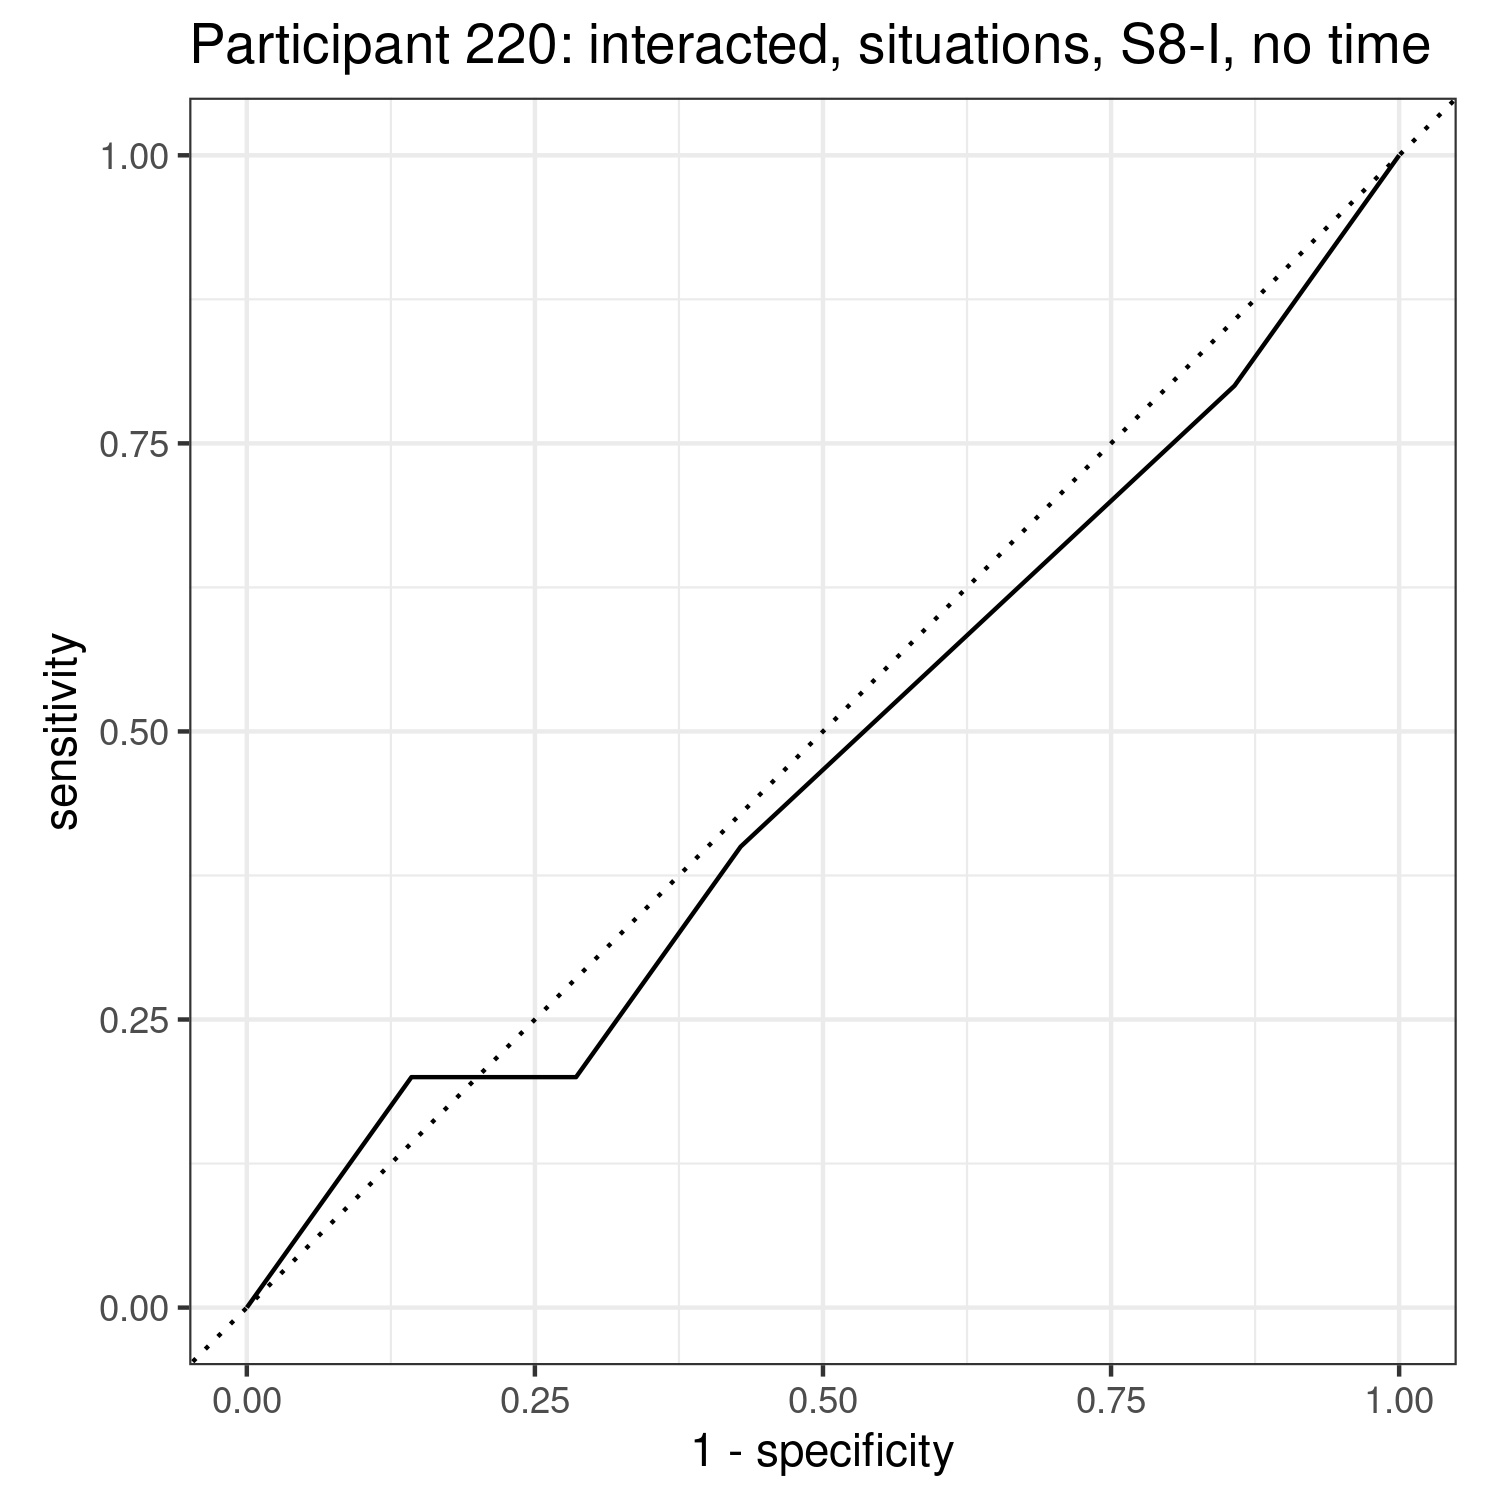 Participant 220: interacted, situations, S8-I, no time
1.00
0.75
0.50
0.25
0.00
sensitivity
0.00 0.25 0.50 0.75 1.00
1 - specificity